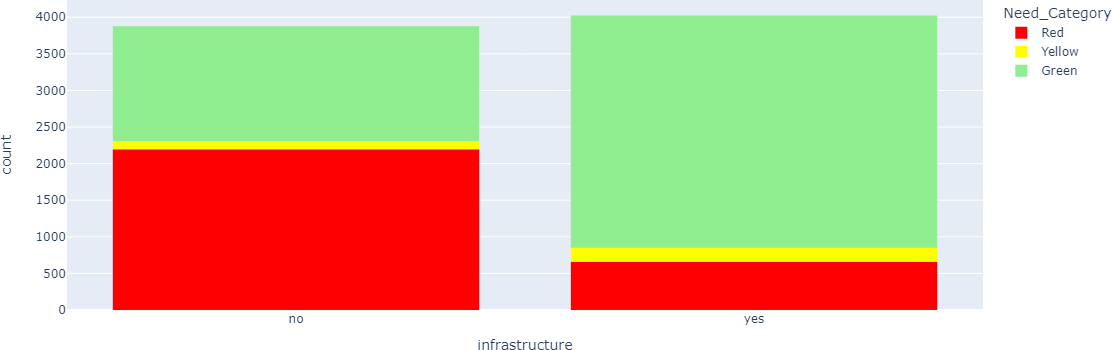 Need_Category
Red
Yellow
Green
count
4000
3500
3000
2500
2000
1500
1000
500
0
no yes
infrastructure